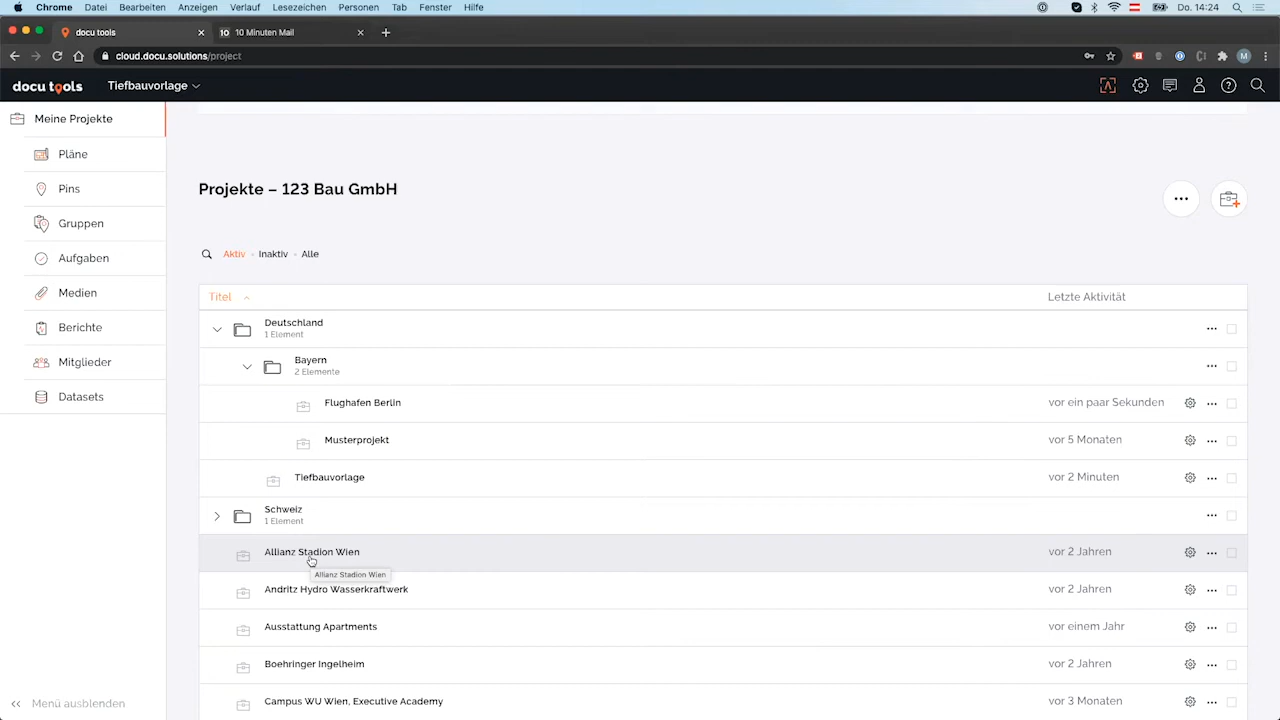 Chrome Datei Bearbeiten Anzeigen Verlauf Lesezeichen Personen Tab Fenster Hilfe Do. 14:24
docu tools × 10 10 Minuten Mail × +
cloud.docu.solutions/project M
docu tools Tiefbauvorlage
Meine Projekte
Pläne
Pins
Gruppen
Aufgaben
Medien
Berichte
Mitglieder
Datasets
Menü ausblenden
Projekte – 123 Bau GmbH
Aktiv Inaktiv Alle
Titel Letzte Aktivität
Deutschland
1 Element
Bayern
2 Elemente
Flughafen Berlin vor ein paar Sekunden
Musterprojekt vor 5 Monaten
Tiefbauvorlage vor 2 Minuten
Schweiz
1 Element
Allianz Stadion Wien vor 2 Jahren
Allianz Stadion Wien
Andritz Hydro Wasserkraftwerk vor 2 Jahren
Ausstattung Apartments vor einem Jahr
Boehringer Ingelheim vor 2 Jahren
Campus WU Wien, Executive Academy vor 3 Monaten